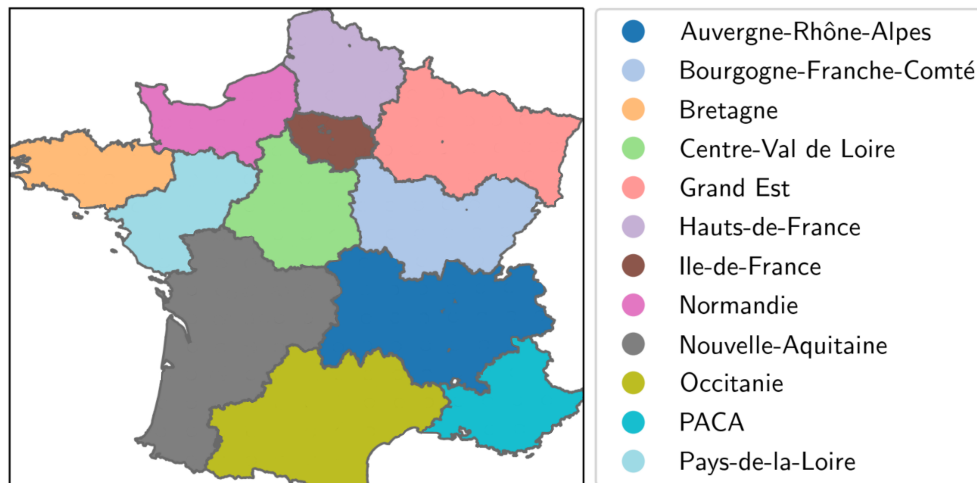 Auvergne-Rhône-Alpes
Bourgogne-Franche-Comté
Bretagne
Centre-Val de Loire
Grand Est
Hauts-de-France
Ile-de-France
Normandie
Nouvelle-Aquitaine
Occitanie
PACA
Pays-de-la-Loire